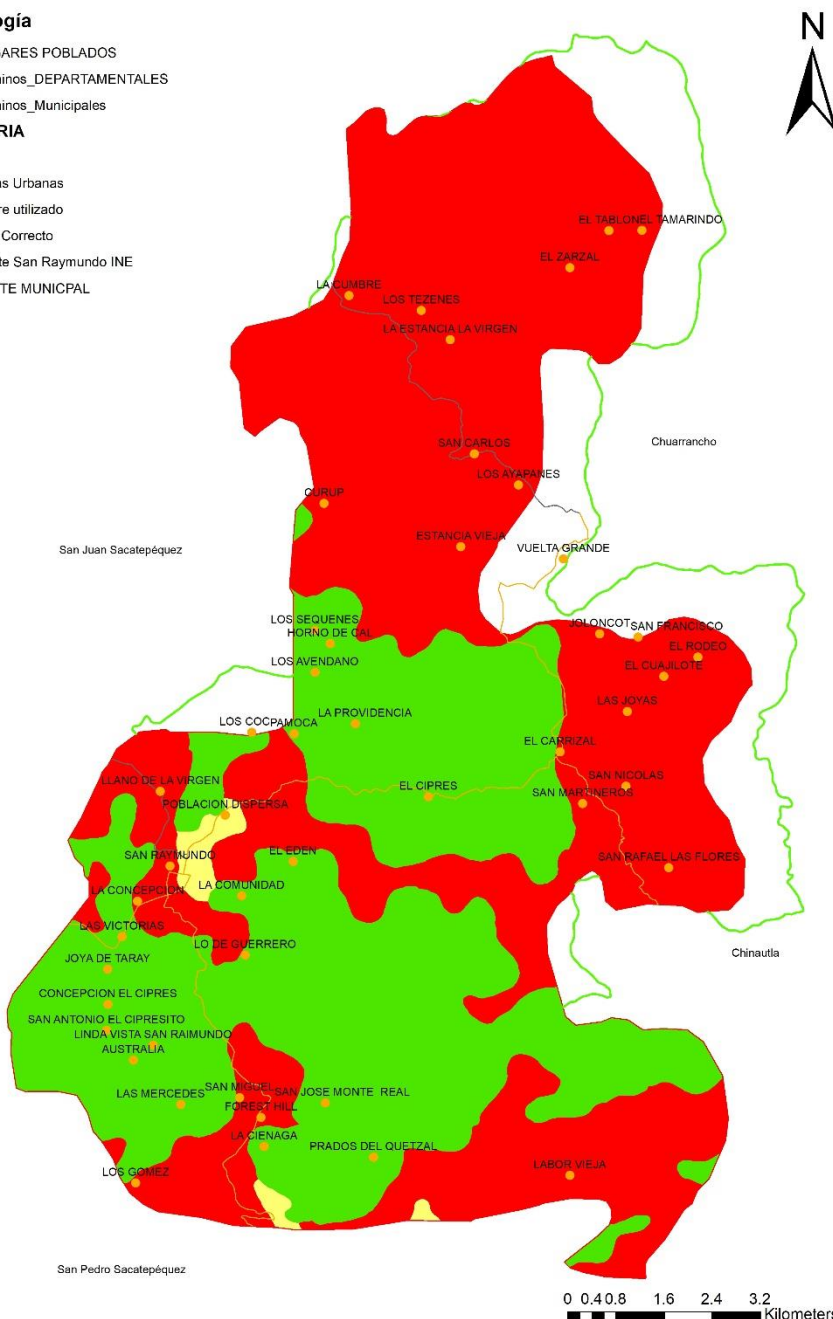 ogía
GARES POBLADOS
inos_DEPARTAMENTALES
inos_Municipales
RIA
as Urbanas
re utilizado
Correcto
te San Raymundo INE
TE MUNICPAL
N
EL TABLONEL TAMARINDO
EL ZARZAL
LA CUMBRE
LOS TEZENES
LA ESTANCIA LA VIRGEN
Chuarrancho
SAN CARLOS
LOS AYAPANES
CURUP
ESTANCIA VIEJA
San Juan Sacatepéquez
VUELTA GRANDE
LOS SEQUENES
JOLONCOT
SAN FRANCISCO
HORNO DE CAL
EL RODEO
LOS AVENDANO
EL CUAJILOTE
LAS JOYAS
LA PROVIDENCIA
LOS COCPAMOCA
EL CARRIZAL
LLANO DE LA VIRGEN
EL CIPRES
SAN NICOLAS
SAN MARTINEROS
POBLACION DISPERSA
SAN RAYMUNDO
EL EDEN
SAN RAFAEL LAS FLORES
LA CONCEPCION
LA COMUNIDAD
LAS VICTORIAS
LO DE GUERRERO
Chinautla
JOYA DE TARAY
CONCEPCION EL CIPRES
SAN ANTONIO EL CIPRESITO
LINDA VISTA SAN RAIMUNDO
AUSTRALIA
LAS MERCEDES
SAN MIGUEL
SAN JOSE MONTE REAL
FOREST HILL
LA CIENAGA
PRADOS DEL QUETZAL
LOS GOMEZ
LABOR VIEJA
San Pedro Sacatepéquez
0 0.4 0.8 1.6 2.4 3.2
Kilometers